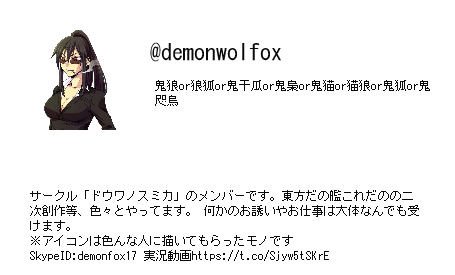 @demonwolfox
鬼狼or狼狐or鬼干瓜or鬼梟or鬼猫or猫狼or鬼狐or鬼
咫鳥
サークル「ドウワノスミカ」のメンバーです。東方だの艦これだのの二
次創作等、色々とやってます。 何かのお誘いやお仕事は大体なんでも受
けます。
※アイコンは色んな人に描いてもらったモノです
SkypeID:demonfox17 実況動画https://t.co/Sjyw5tSKrE